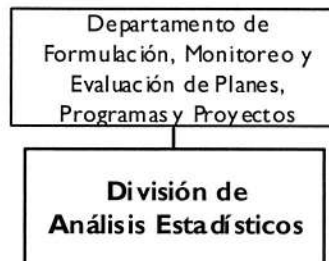 Departamento de
Formulación, Monitoreo y
Evaluación de Planes,
Programas y Proyectos
División de
Análisis Estadísticos